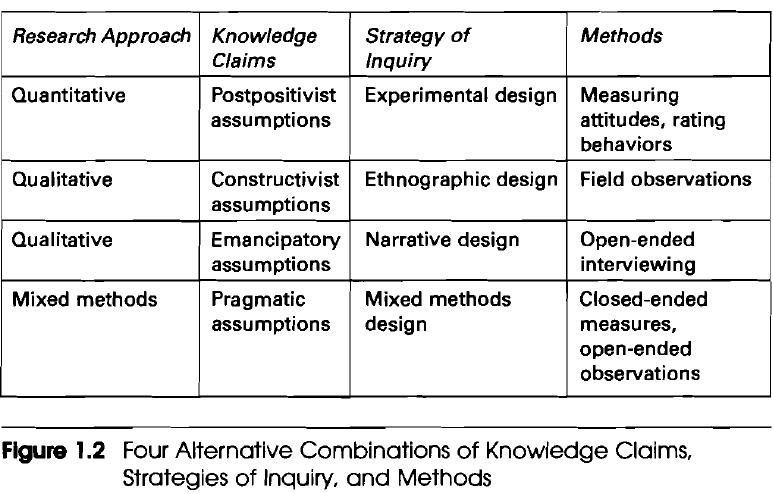 Research Approach Knowledge Claims Strategy of Inquiry Methods
Quantitative Postpositivist assumptions Experimental design Measuring attitudes, rating behaviors
Qualitative Constructivist assumptions Ethnographic design Field observations
Qualitative Emancipatory assumptions Narrative design Open-ended interviewing
Mixed methods Pragmatic assumptions Mixed methods design Closed-ended measures, open-ended observations
Figure 1.2 Four Alternative Combinations of Knowledge Claims,
Strategies of Inquiry, and Methods